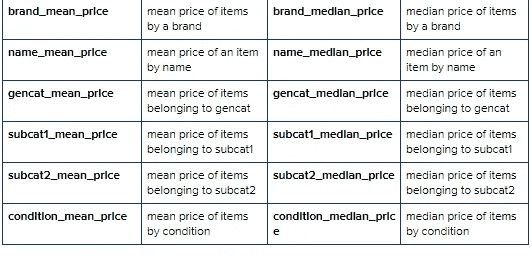 brand_mean_price mean price of items brand_median_price median price of items
by a brand by a brand
name_mean_price mean price of an item name_median_price median price of an
by name item by name
gencat_mean_price mean price of items gencat_median_price median price of items
belonging to gencat belonging to gencat
subcat1_mean_price mean price of items subcat1_median_price median price of items
belonging to subcat1 belonging to subcat1
subcat2_mean_price mean price of items subcat2_median_price median price of items
belonging to subcat2 belonging to subcat2
condition_mean_price mean price of items condition_median_pric median price of items
by condition e by condition